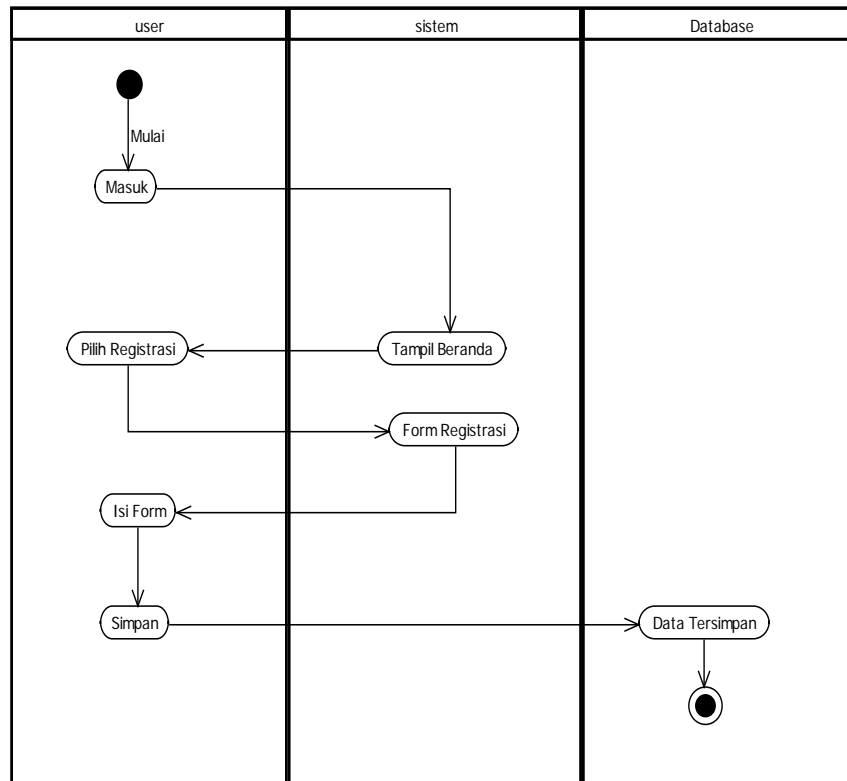 user
sistem
Database
Mulai
Masuk
Pilih Registrasi
Tampil Beranda
Form Registrasi
Isi Form
Simpan
Data Tersimpan